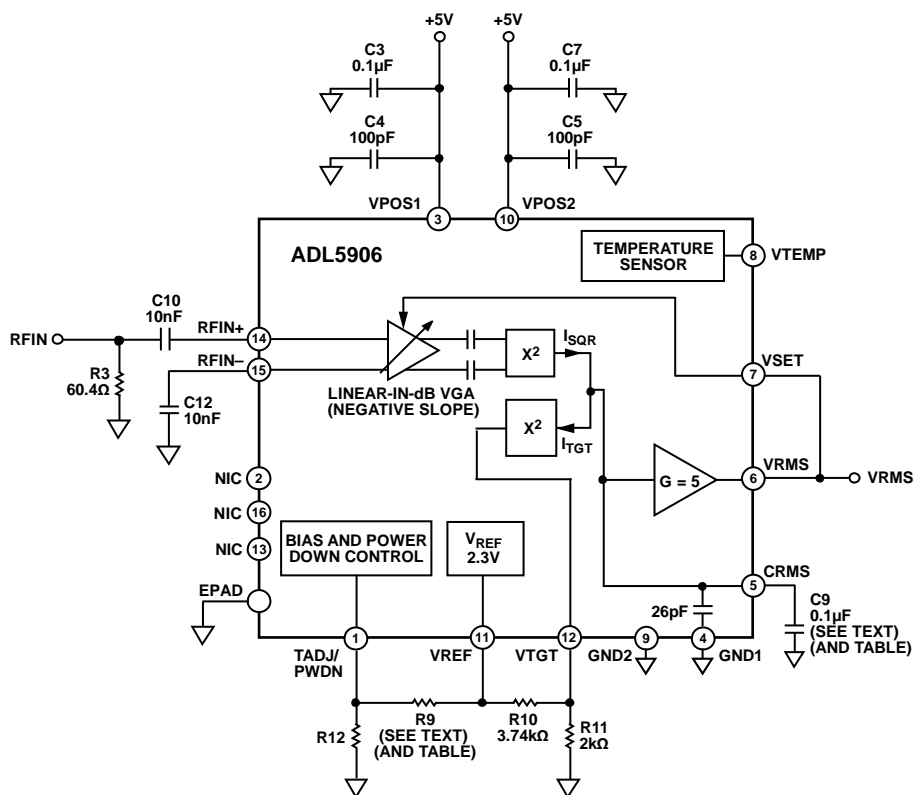 +5V
+5V
C3
0.1µF
C7
0.1µF
C4
100pF
C5
100pF
VPOS1
VPOS2
3
10
ADL5906
TEMPERATURE
SENSOR
8
VTEMP
C10
10nF
RFIN
RFIN+
14
RFIN–
15
R3
60.4Ω
C12
10nF
X²
ISQR
VSET
7
LINEAR-IN-dB VGA
(NEGATIVE SLOPE)
X²
ITGT
NIC
2
G = 5
VRMS
6
VRMS
NIC
16
NIC
13
BIAS AND POWER
DOWN CONTROL
VREF
2.3V
CRMS
5
EPAD
26pF
C9
0.1µF
(SEE TEXT)
(AND TABLE)
1
11
12
9
4
TADJ/
PWDN
VREF
VTGT
GND2
GND1
R12
R9
(SEE TEXT)
(AND TABLE)
R10
3.74kΩ
R11
2kΩ